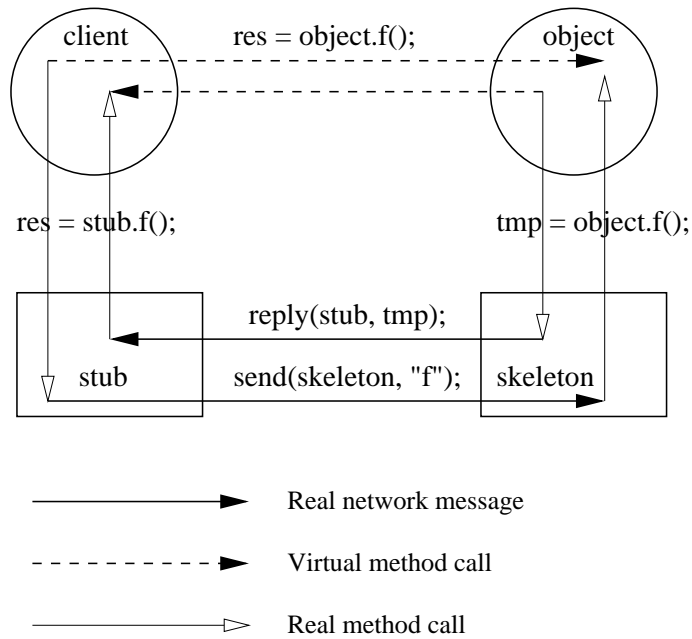 client
res = object.f();
object
res = stub.f();
tmp = object.f();
reply(stub, tmp);
stub
send(skeleton, "f");
skeleton
Real network message
Virtual method call
Real method call